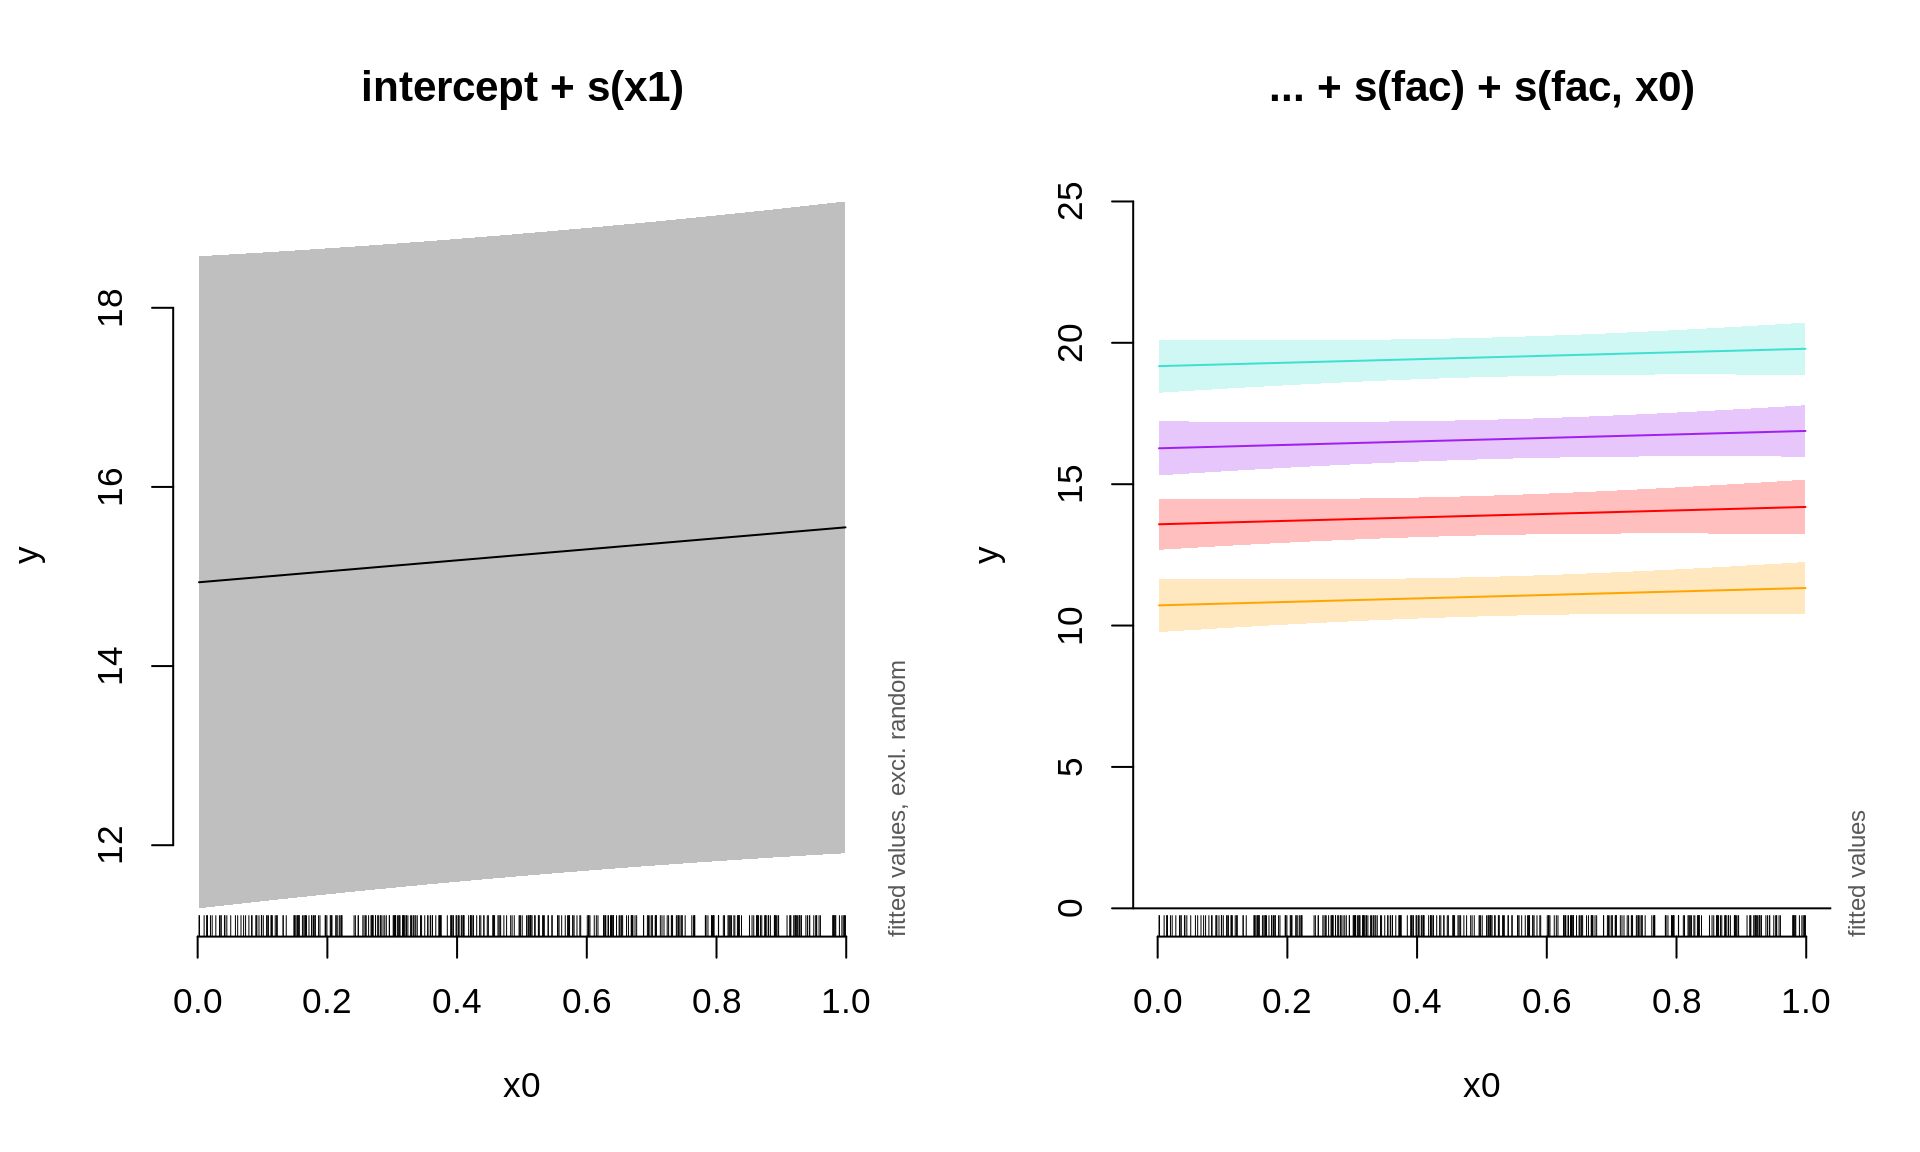 intercept + s(x1)
y
18
16
14
12
0.0 0.2 0.4 0.6 0.8 1.0
x0
fitted values, excl. random
... + s(fac) + s(fac, x0)
y
25
20
15
10
5
0
0.0 0.2 0.4 0.6 0.8 1.0
x0
fitted values